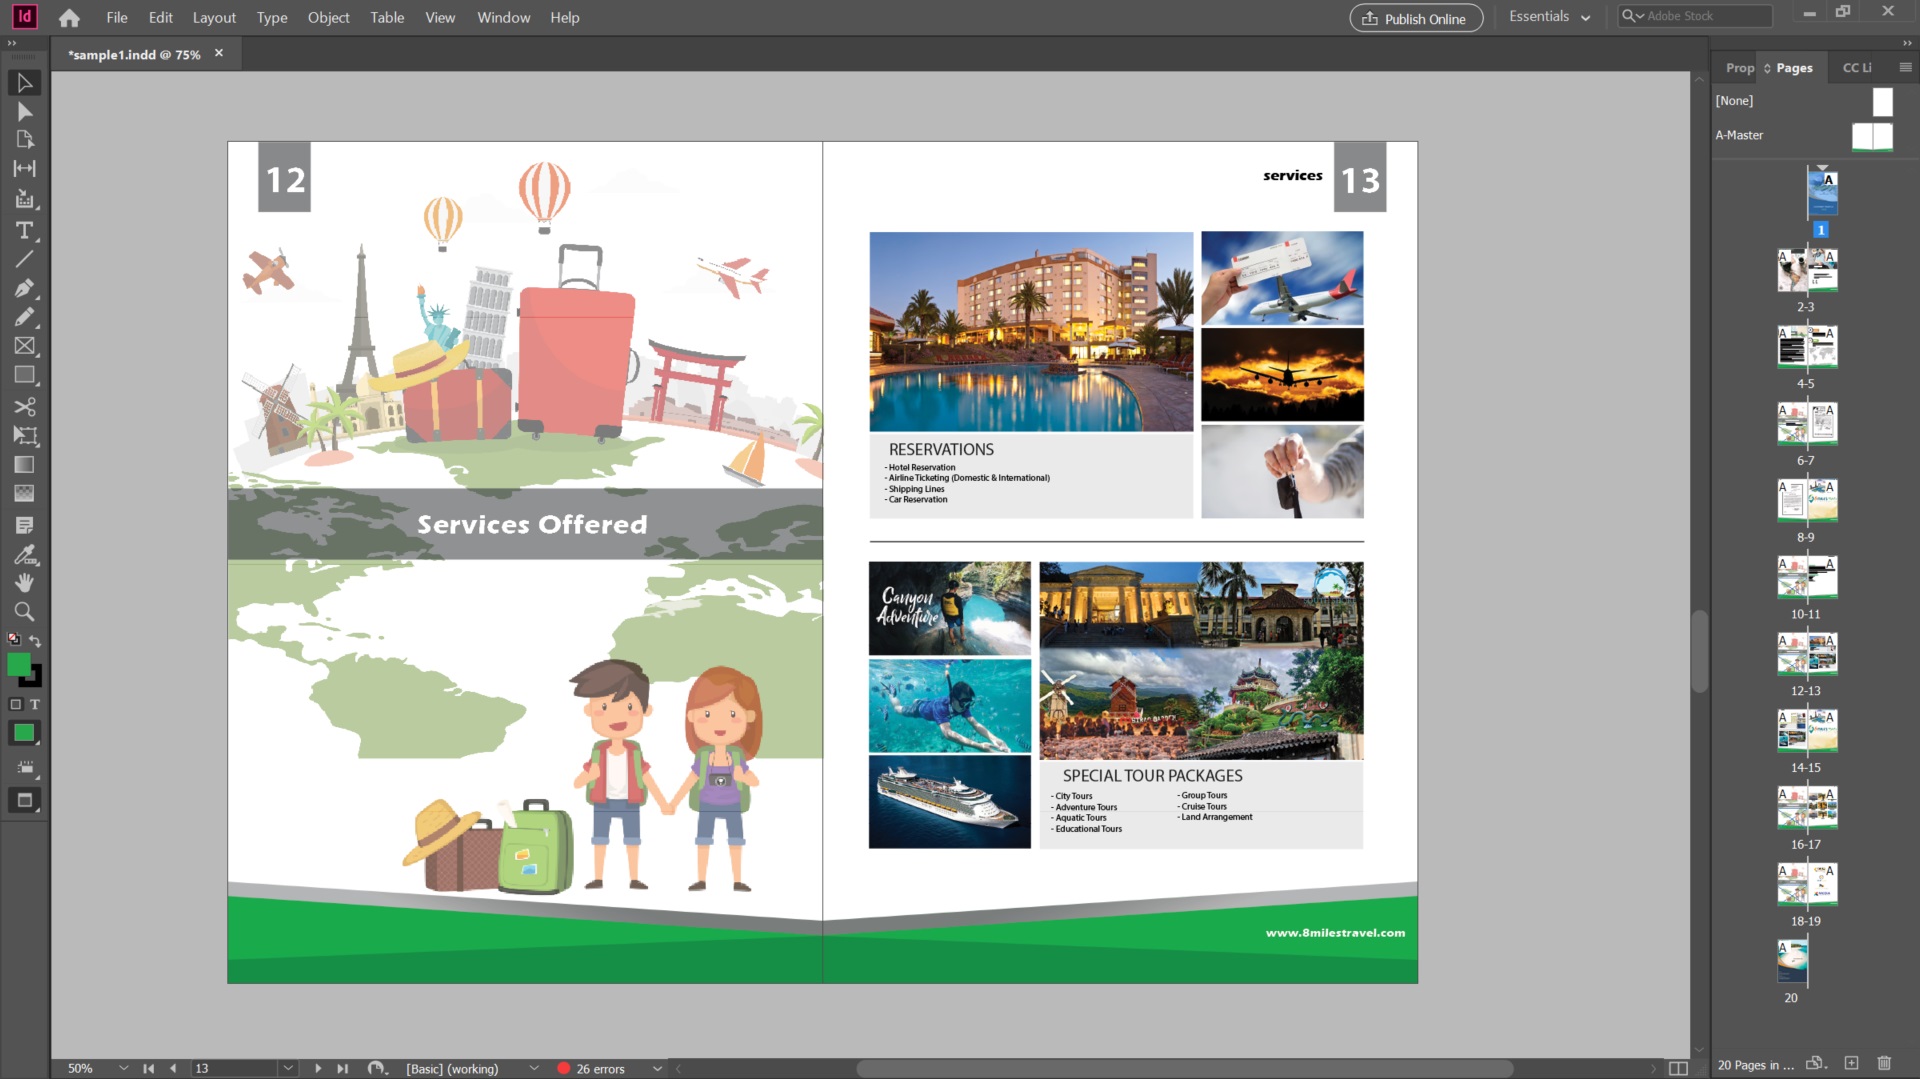 Id
File Edit Layout Type Object Table View Window Help
Publish Online
Essentials
Adobe Stock
*sample1.indd @ 75%
Prop
Pages
CC Li
[None]
A-Master
12
services
13
Services Offered
RESERVATIONS
- Hotel Reservation
- Airline Ticketing (Domestic & International)
- Shipping Lines
- Car Reservation
Canyon
Adventure
SPECIAL TOUR PACKAGES
- City Tours
- Adventure Tours
- Aquatic Tours
- Educational Tours
- Group Tours
- Cruise Tours
- Land Arrangement
www.8milestravel.com
A
1
A A
2-3
A A
4-5
A A
6-7
A A
8-9
A A
10-11
A A
12-13
A A
14-15
A A
16-17
A A
18-19
A
20
50%
13
[Basic] (working)
26 errors
20 Pages in ...